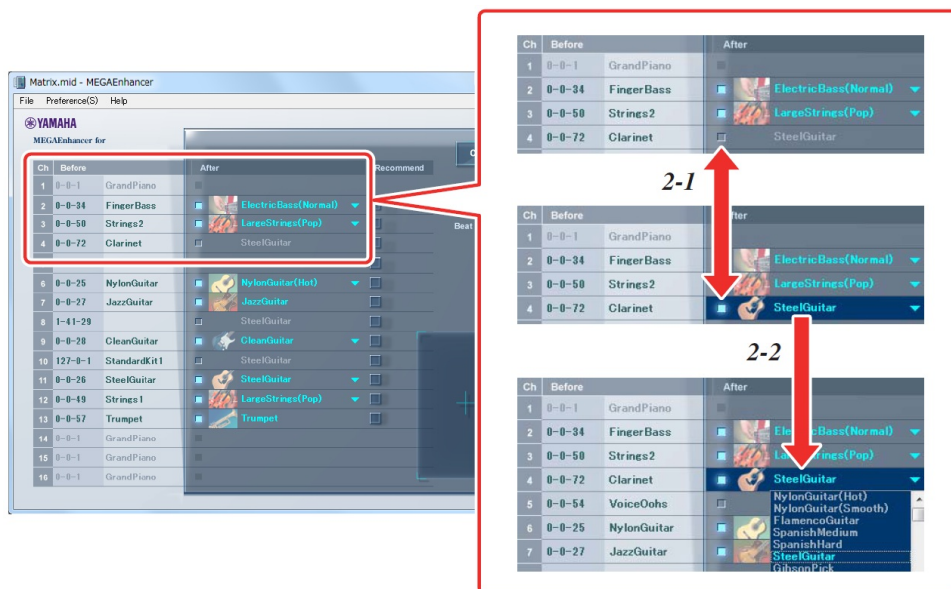 Matrix.mid - MEGAEnhancer
File Preference(S) Help
YAMAHA
MEGAEnhancer for
Ch Before After Recommend
1 0-0-1 GrandPiano
2 0-0-34 FingerBass ElectricBass(Normal)
3 0-0-50 Strings2 LargeStrings(Pop)
Beat
4 0-0-72 Clarinet SteelGuitar
6 0-0-25 NylonGuitar NylonGuitar(Hot)
7 0-0-27 JazzGuitar JazzGuitar
8 1-41-29 SteelGuitar
9 0-0-28 CleanGuitar CleanGuitar
10 127-0-1 StandardKit1 SteelGuitar
11 0-0-26 SteelGuitar SteelGuitar
12 0-0-49 Strings1 LargeStrings(Pop)
13 0-0-57 Trumpet Trumpet
14 0-0-1 GrandPiano
15 0-0-1 GrandPiano
16 0-0-1 GrandPiano
Ch Before After
1 0-0-1 GrandPiano
2 0-0-34 FingerBass ElectricBass(Normal)
3 0-0-50 Strings2 LargeStrings(Pop)
4 0-0-72 Clarinet SteelGuitar
2-1
Ch Before After
1 0-0-1 GrandPiano
2 0-0-34 FingerBass ElectricBass(Normal)
3 0-0-50 Strings2 LargeStrings(Pop)
4 0-0-72 Clarinet SteelGuitar
2-2
Ch Before After
1 0-0-1 GrandPiano
2 0-0-34 FingerBass ElectricBass(Normal)
3 0-0-50 Strings2 LargeStrings(Pop)
4 0-0-72 Clarinet SteelGuitar
5 0-0-54 VoiceOohs
NylonGuitar(Hot)
NylonGuitar(Smooth)
6 0-0-25 NylonGuitar
FlamencoGuitar
SpanishMedium
7 0-0-27 JazzGuitar
SpanishHard
SteelGuitar
GibsonPick